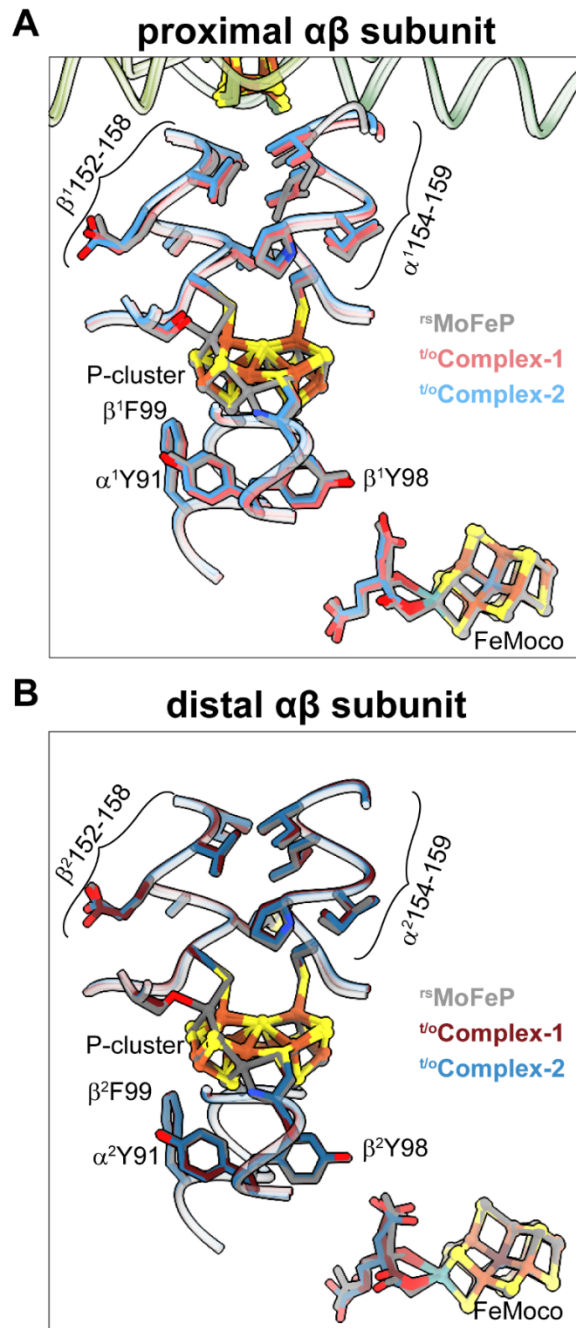 A
proximal αβ subunit
β¹152-158
α¹154-159
ʳˢMoFeP
ᵗ/ᵒComplex-1
ᵗ/ᵒComplex-2
P-cluster
β¹F99
α¹Y91
β¹Y98
FeMoco
B
distal αβ subunit
β²152-158
α²154-159
ʳˢMoFeP
ᵗ/ᵒComplex-1
ᵗ/ᵒComplex-2
P-cluster
β²F99
α²Y91
β²Y98
FeMoco